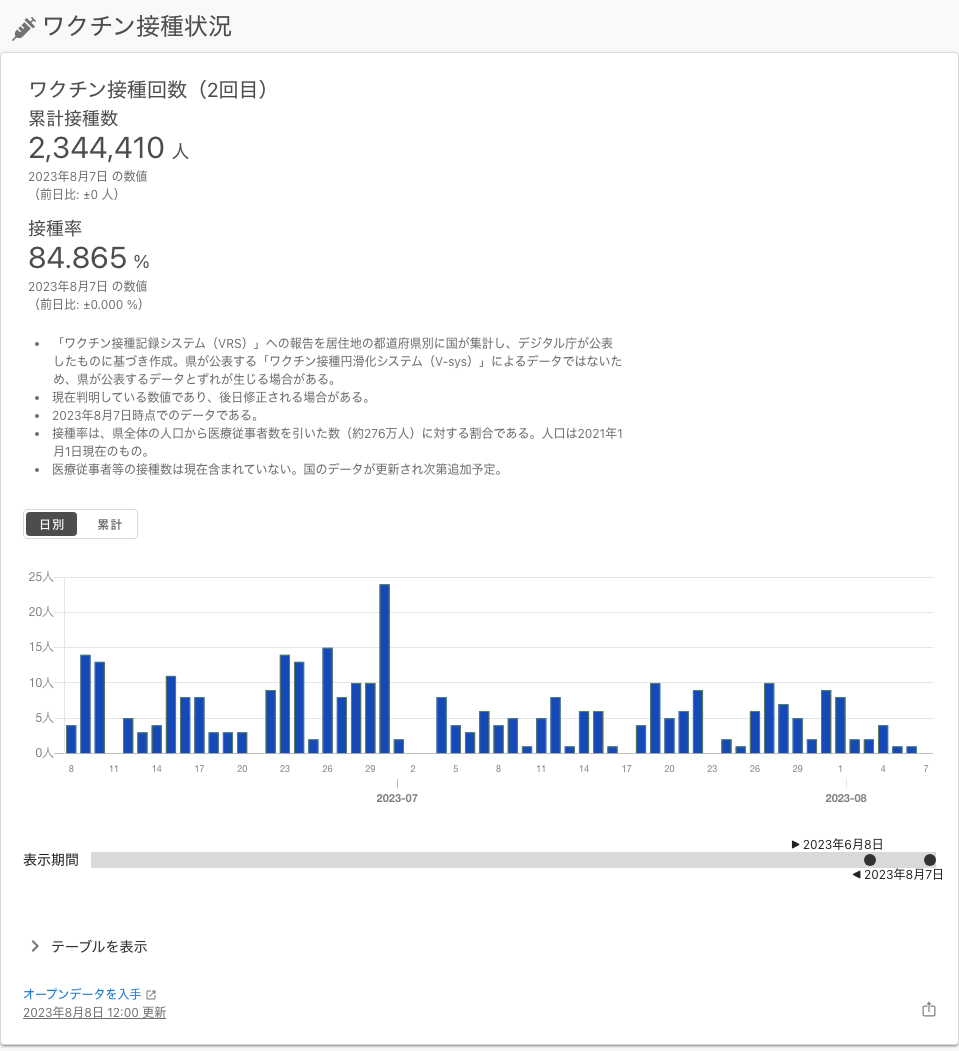 ワクチン接種状況
ワクチン接種回数（2回目）
累計接種数
2,344,410 人
2023年8月7日 の数値
（前日比: ±0 人）
接種率
84.865 %
2023年8月7日 の数値
（前日比: ±0.000 %）
• 「ワクチン接種記録システム（VRS）」への報告を居住地の都道府県別に国が集計し、デジタル庁が公表
したものに基づき作成。県が公表する「ワクチン接種円滑化システム（V-sys）」によるデータではないた
め、県が公表するデータとずれが生じる場合がある。
• 現在判明している数値であり、後日修正される場合がある。
• 2023年8月7日時点でのデータである。
• 接種率は、県全体の人口から医療従事者数を引いた数（約276万人）に対する割合である。人口は2021年1
月1日現在のもの。
• 医療従事者等の接種数は現在含まれていない。国のデータが更新され次第追加予定。
日別 累計
25人
20人
15人
10人
5人
0人
8 11 14 17 20 23 26 29 2 5 8 11 14 17 20 23 26 29 1 4 7
2023-07 2023-08
2023年6月8日
表示期間
2023年8月7日
テーブルを表示
オープンデータを入手
2023年8月8日 12:00 更新